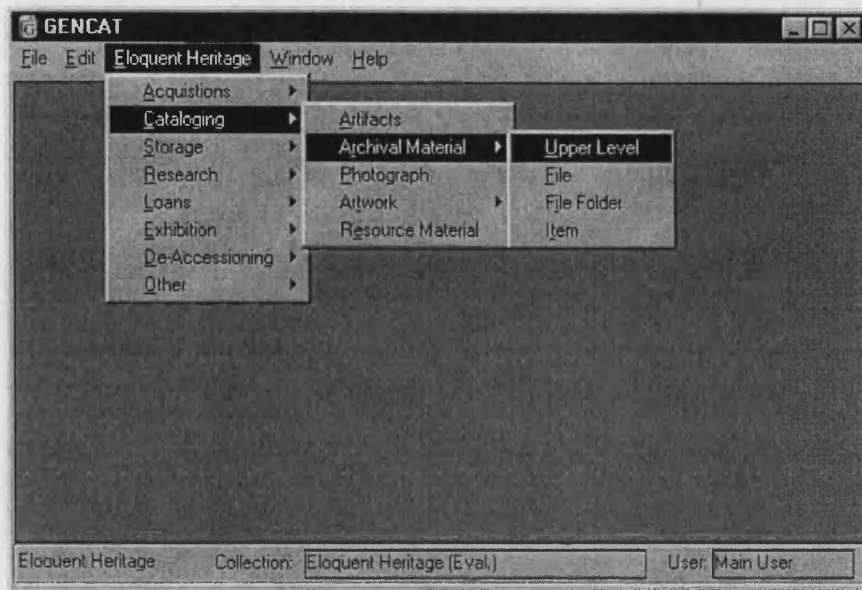 GENCAT
File Edit Eloquent Heritage Window Help
Acquistions
Cataloging
Storage
Research
Loans
Exhibition
De-Accessioning
Other
Artifacts
Archival Material
Photograph
Artwork
Resource Material
Upper Level
File
File Folder
Item
Eloquent Heritage Collection: Eloquent Heritage (Eval.) User: Main User